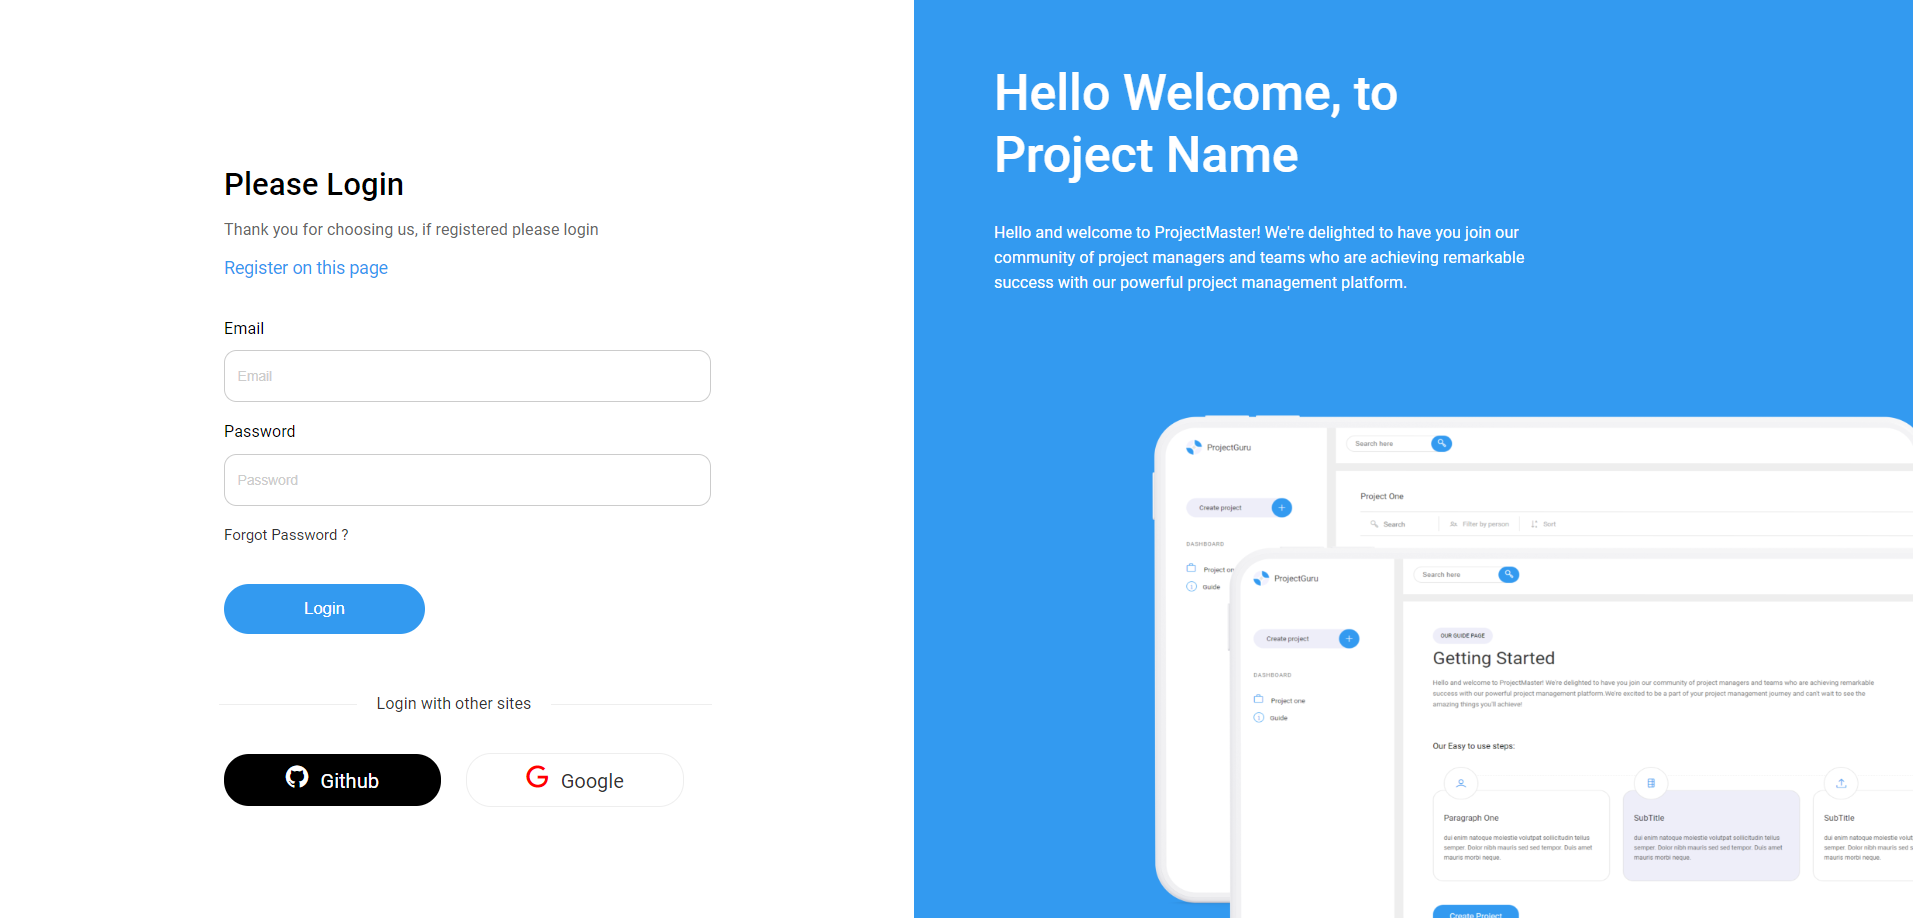 Please Login
Thank you for choosing us, if registered please login
Register on this page
Email
Email
Password
Password
Forgot Password ?
Login
Login with other sites
Github
Google
Hello Welcome, to
Project Name
Hello and welcome to ProjectMaster! We're delighted to have you join our
community of project managers and teams who are achieving remarkable
success with our powerful project management platform.
ProjectGuru
Search here
Create project
Project One
Search
Filter by person
Sort
DASHBOARD
Project on
Guide
ProjectGuru
Search here
Create project
DASHBOARD
Project one
Guide
OUR GUIDE PAGE
Getting Started
Hello and welcome to ProjectMaster! We're delighted to have you join our community of project managers and teams who are achieving remarkable
success with our powerful project management platform.We're excited to be a part of your project management journey and can't wait to see the
amazing things you'll achieve!
Our Easy to use steps:
Paragraph One
dui enim natoque molestie volutpat sollicitudin tellus
semper. Dolor nibh mauris sed sed tempor. Duis amet
mauris morbi neque.
SubTitle
dui enim natoque molestie volutpat sollicitudin tellus
semper. Dolor nibh mauris sed sed tempor. Duis amet
mauris morbi neque.
SubTitle
dui enim natoque molestie volut
semper. Dolor nibh mauris sed s
mauris morbi neque.
Create Project